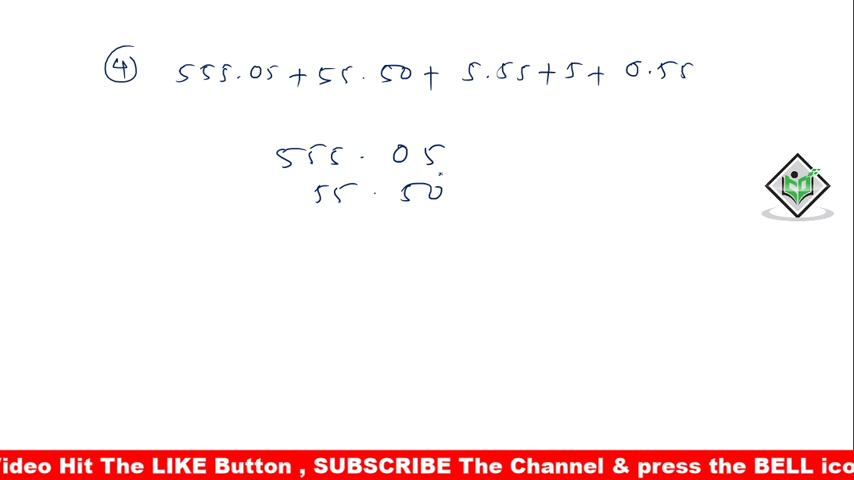 ④ 555.05 + 55.50 + 5.55 + 5 + 0.55
555.05
55.50
Video Hit The LIKE Button , SUBSCRIBE The Channel & press the BELL ico